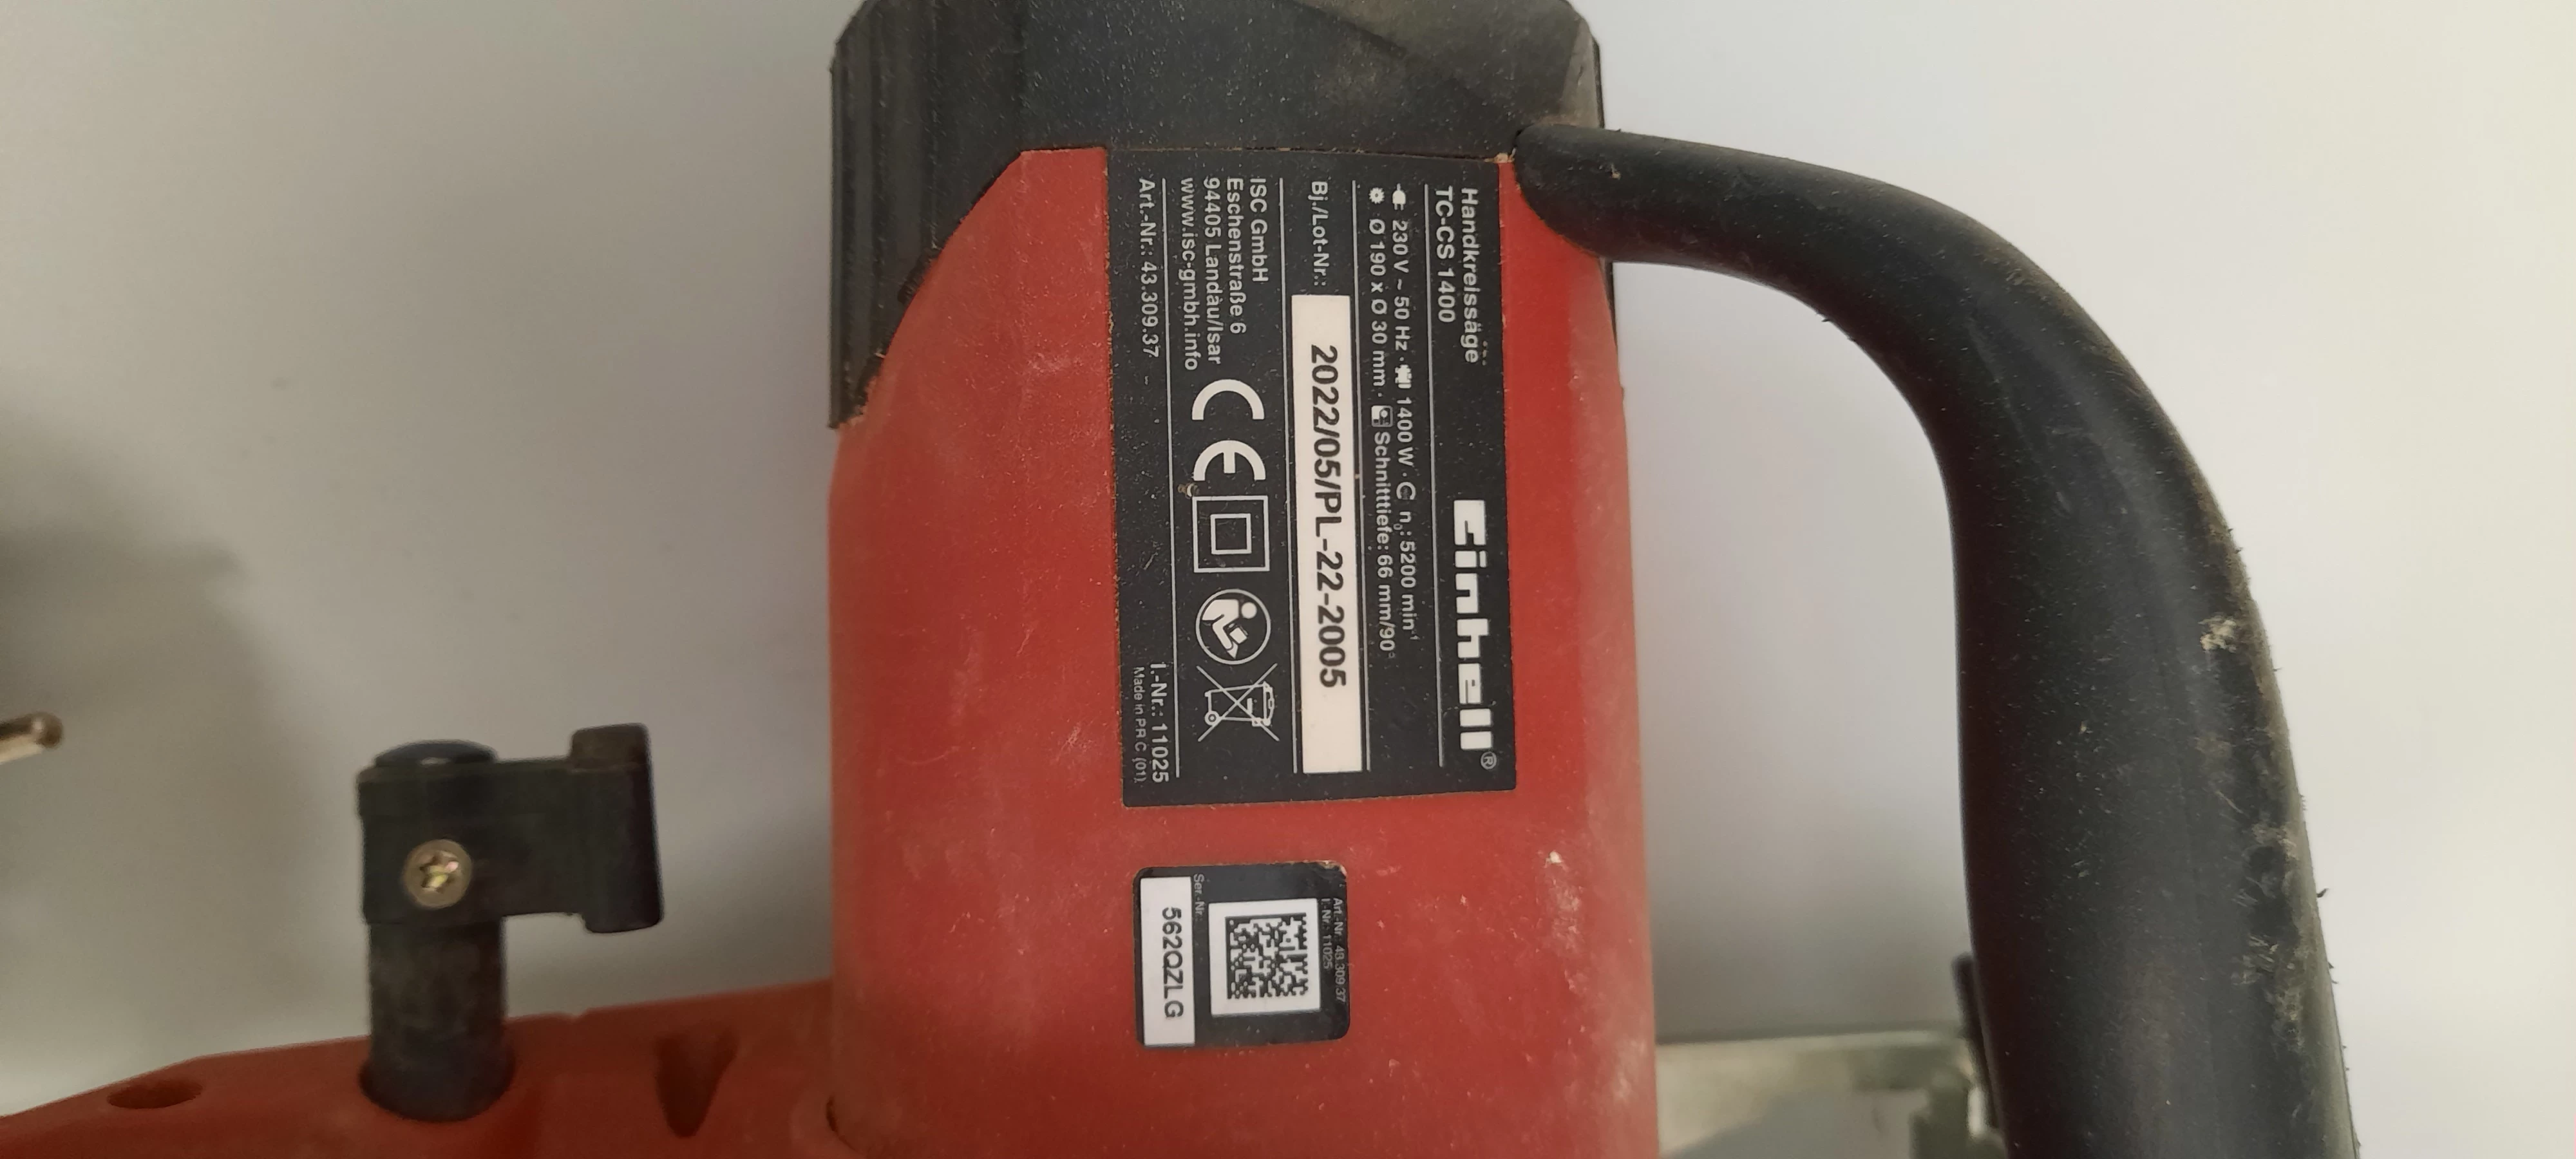 Handkreissäge
TC-CS 1400
Einhell®
230 V ~ 50 Hz · 1400 W · n₀: 5200 min⁻¹
Ø 190 x Ø 30 mm · Schnitttiefe: 66 mm/90°
Bj./Lot-Nr.: 2022/05/PL-22-2005
ISC GmbH
Eschenstraße 6
94405 Landau/Isar
www.isc-gmbh.info
CE
Art.-Nr.: 43.309.37
I.-Nr.: 11025
Made in P.R.C. (01)
Art.-Nr.: 43.309.37
I.-Nr.: 11025
Ser.-Nr.:
562QZLG